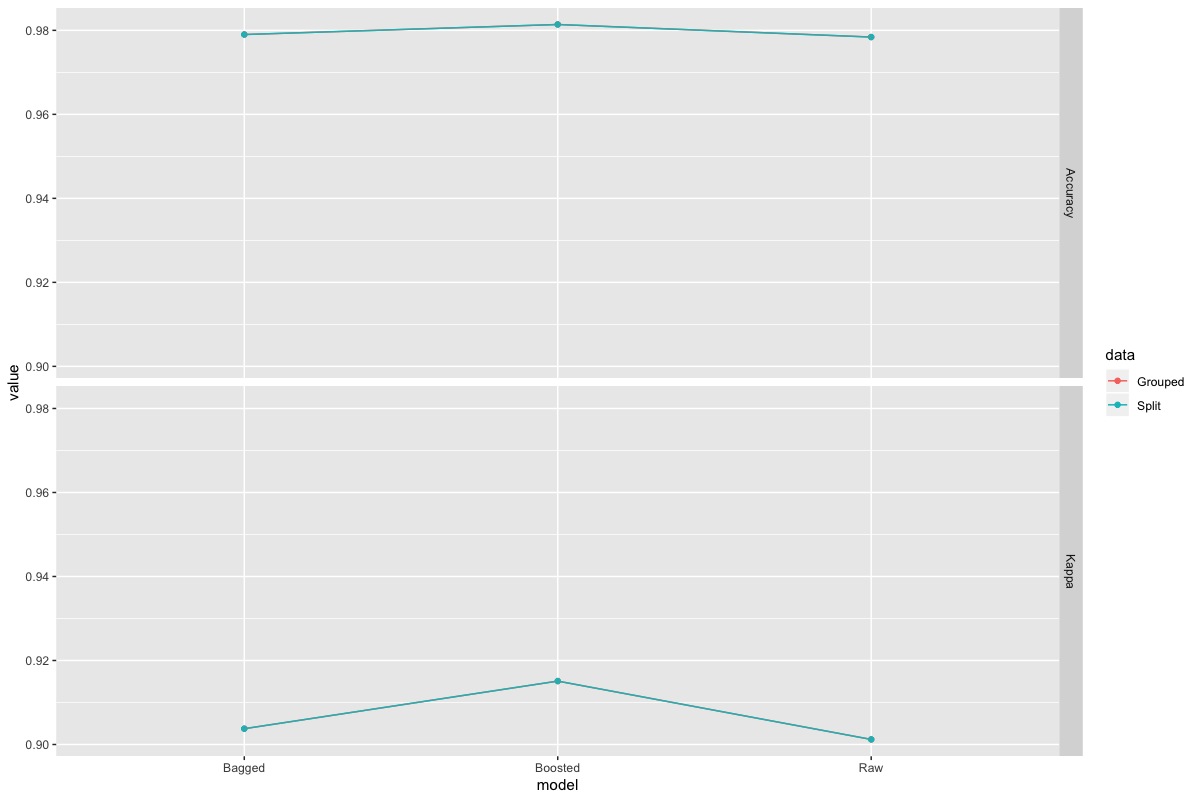 0.98
0.96
0.94
0.92
0.90
Accuracy
value
0.98
0.96
0.94
0.92
0.90
Kappa
Bagged Boosted Raw
model
data
Grouped
Split